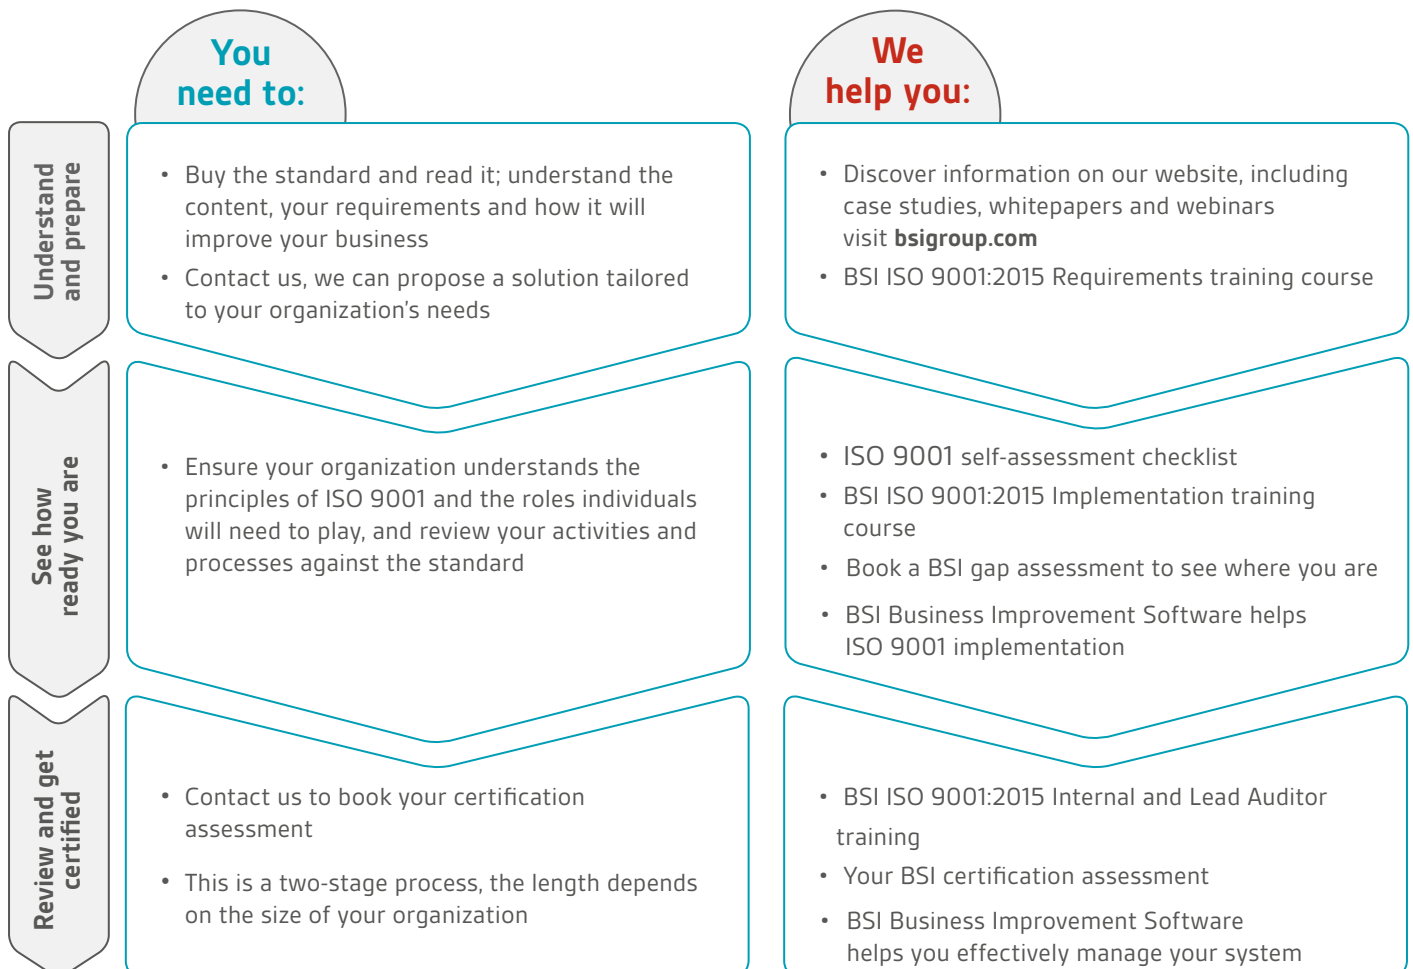 You
need to:
We
help you:
Understand
and prepare
• Buy the standard and read it; understand the
content, your requirements and how it will
improve your business
• Contact us, we can propose a solution tailored
to your organization's needs
• Discover information on our website, including
case studies, whitepapers and webinars
visit bsigroup.com
• BSI ISO 9001:2015 Requirements training course
See how
ready you are
• Ensure your organization understands the
principles of ISO 9001 and the roles individuals
will need to play, and review your activities and
processes against the standard
• ISO 9001 self-assessment checklist
• BSI ISO 9001:2015 Implementation training
course
• Book a BSI gap assessment to see where you are
• BSI Business Improvement Software helps
ISO 9001 implementation
Review and get
certified
• Contact us to book your certification
assessment
• This is a two-stage process, the length depends
on the size of your organization
• BSI ISO 9001:2015 Internal and Lead Auditor
training
• Your BSI certification assessment
• BSI Business Improvement Software
helps you effectively manage your system